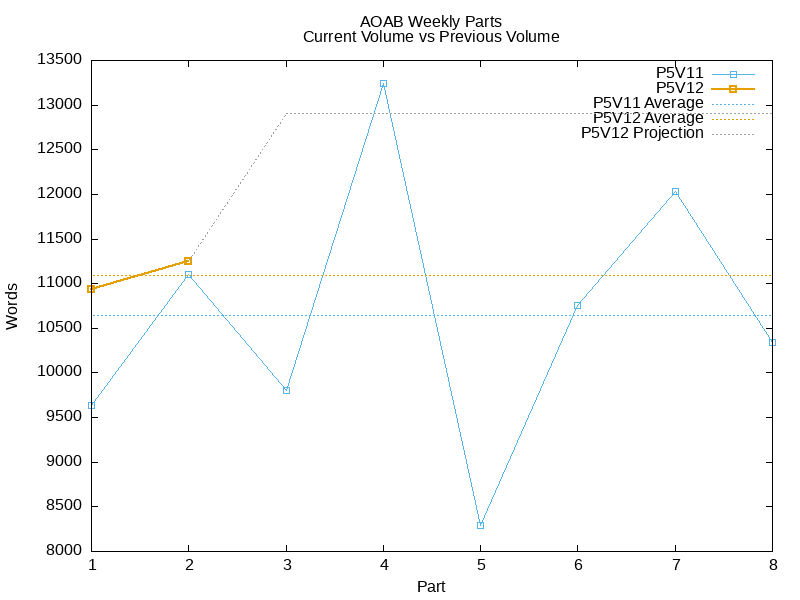 AOAB Weekly Parts
Current Volume vs Previous Volume
13500
13000
12500
12000
11500
11000
10500
10000
9500
9000
8500
8000
Words
P5V11
P5V12
P5V11 Average
P5V12 Average
P5V12 Projection
1 2 3 4 5 6 7 8
Part